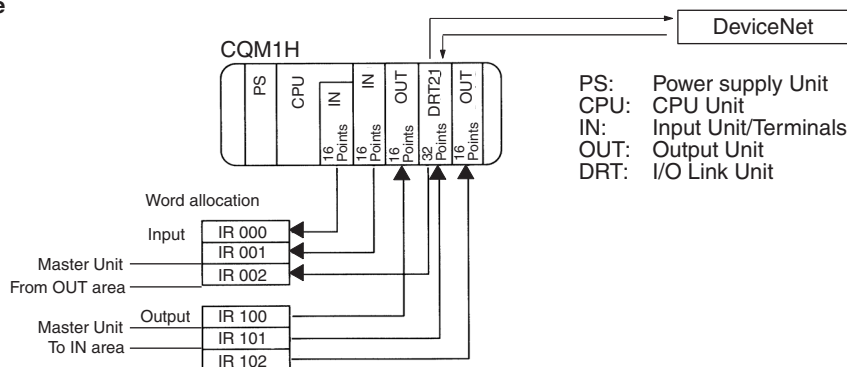 e
DeviceNet
CQM1H
PS
CPU
IN
16 Points
IN
16 Points
OUT
16 Points
DRT21
32 Points
OUT
16 Points
PS: Power supply Unit
CPU: CPU Unit
IN: Input Unit/Terminals
OUT: Output Unit
DRT: I/O Link Unit
Word allocation
Input
IR 000
IR 001
IR 002
Master Unit
From OUT area
Output
IR 100
IR 101
IR 102
Master Unit
To IN area